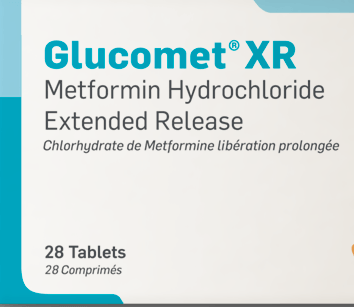 Glucomet® XR
Metformin Hydrochloride
Extended Release
Chlorhydrate de Metformine libération prolongée
28 Tablets
28 Comprimés